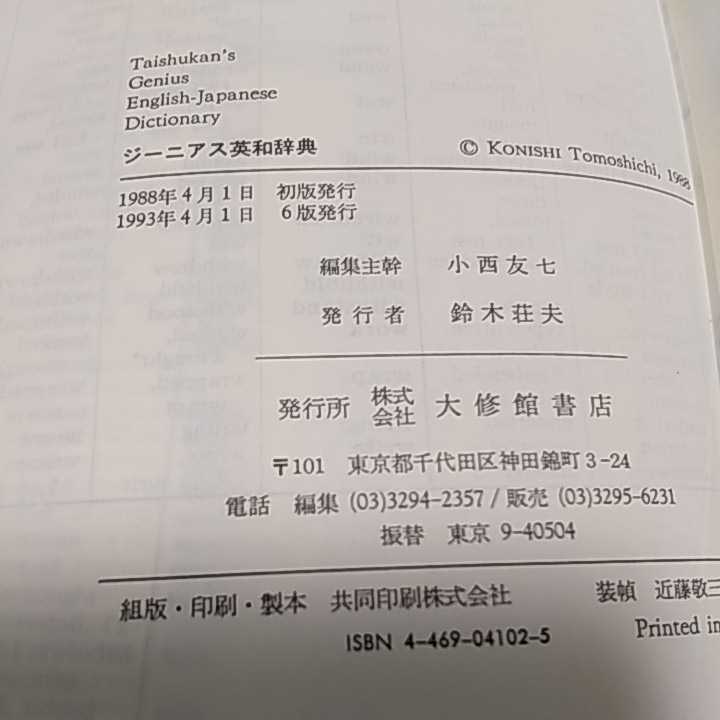 Taishukan's
Genius
English-Japanese
Dictionary
ジーニアス英和辞典
© KONISHI Tomoshichi, 1988
1988年4月1日 初版発行
1993年4月1日 6版発行
編集主幹 小西友七
発行者 鈴木荘夫
発行所 株式会社 大修館書店
〒101 東京都千代田区神田錦町3-24
電話 編集 (03)3294-2357 / 販売 (03)3295-6231
振替 東京 9-40504
組版・印刷・製本 共同印刷株式会社 装幀 近藤敬三
ISBN 4-469-04102-5
Printed in